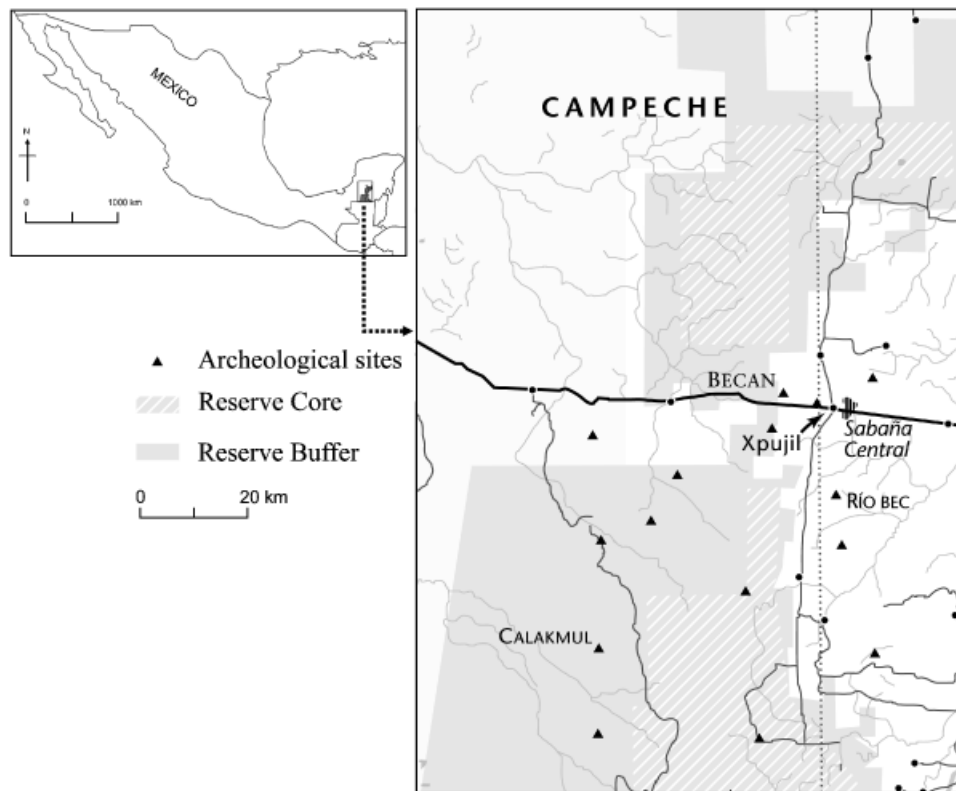 MEXICO
N
0
1000 km
Archeological sites
Reserve Core
Reserve Buffer
0
20 km
CAMPECHE
BECAN
Xpujil
Sabaña
Central
RÍO BEC
CALAKMUL